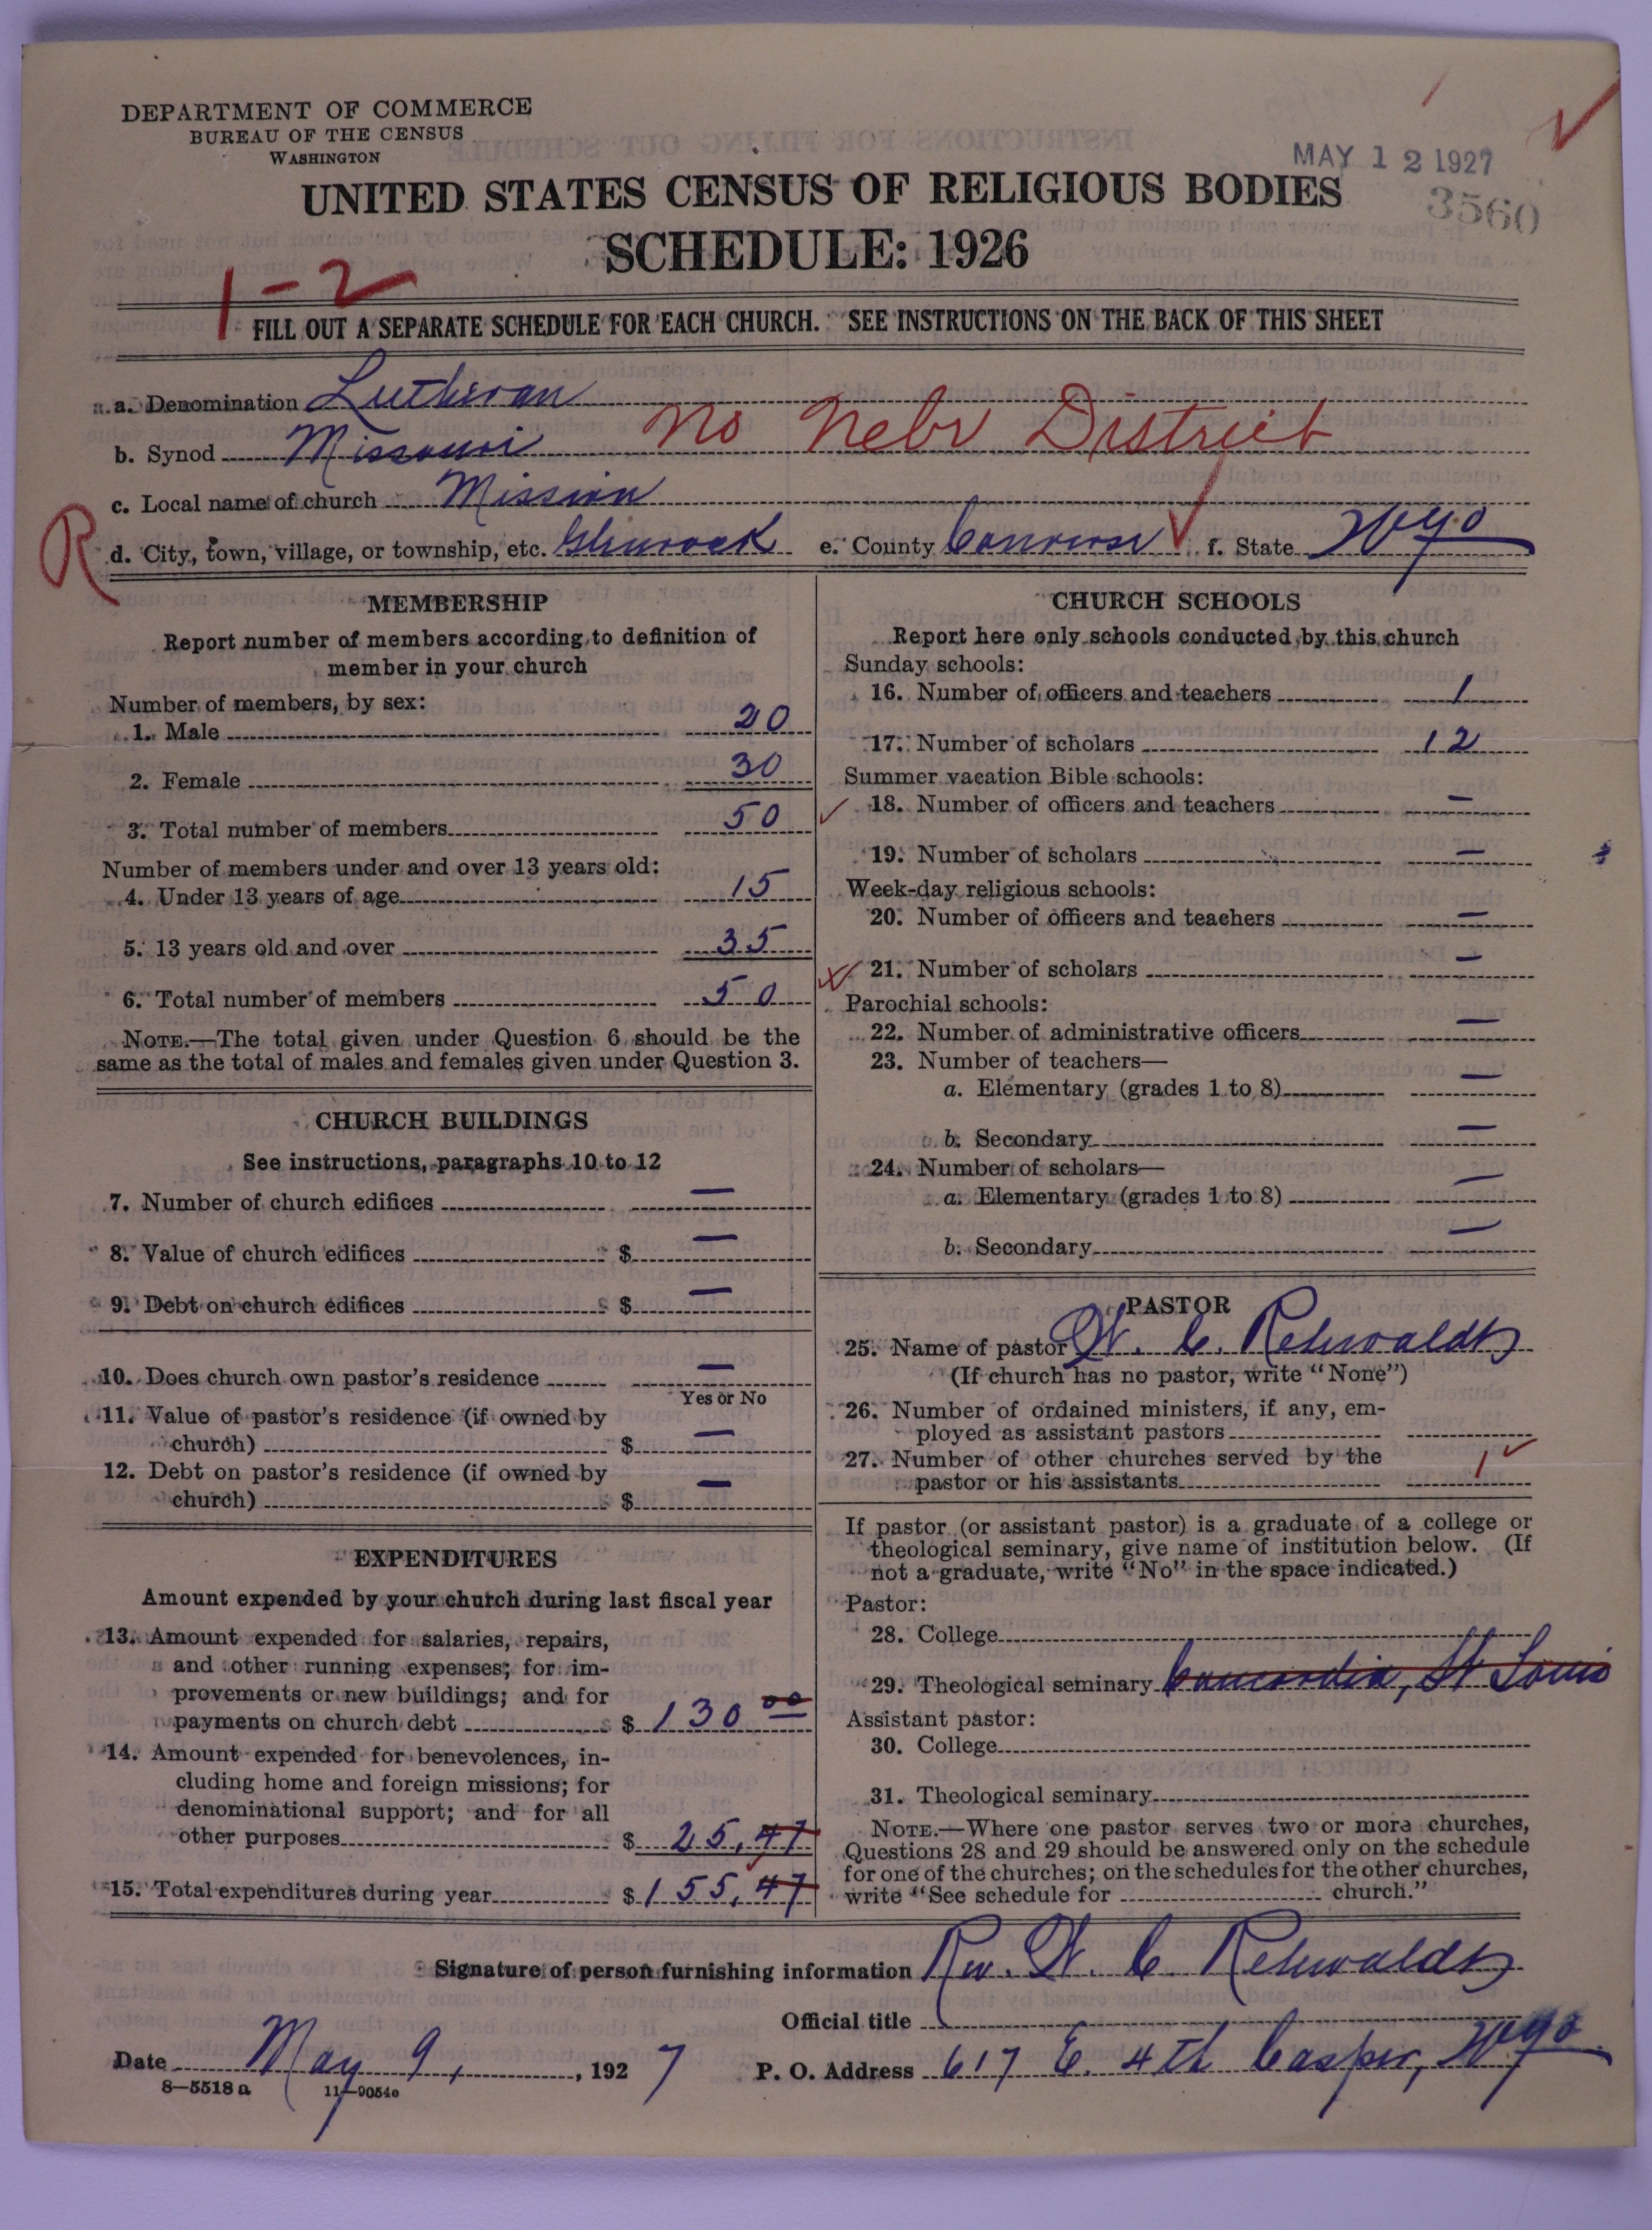 DEPARTMENT OF COMMERCE
BUREAU OF THE CENSUS
WASHINGTON
MAY 12 1927
UNITED STATES CENSUS OF RELIGIOUS BODIES
3560
SCHEDULE: 1926
1-2
FILL OUT A SEPARATE SCHEDULE FOR EACH CHURCH. SEE INSTRUCTIONS ON THE BACK OF THIS SHEET
a. Denomination Lutheran
b. Synod Missouri No Nebr District
c. Local name of church Mission
R d. City, town, village, or township, etc. Glenrock e. County Converse f. State Wyo
MEMBERSHIP
Report number of members according to definition of
member in your church
Number of members, by sex:
1. Male 20
2. Female 30
3. Total number of members 50
Number of members under and over 13 years old:
4. Under 13 years of age 15
5. 13 years old and over 35
6. Total number of members 50
NOTE.—The total given under Question 6 should be the
same as the total of males and females given under Question 3.
CHURCH BUILDINGS
See instructions, paragraphs 10 to 12
7. Number of church edifices —
8. Value of church edifices $ —
9. Debt on church edifices $ —
10. Does church own pastor's residence —
Yes or No
11. Value of pastor's residence (if owned by
church) $ —
12. Debt on pastor's residence (if owned by
church) $ —
EXPENDITURES
Amount expended by your church during last fiscal year
13. Amount expended for salaries, repairs,
and other running expenses; for im-
provements or new buildings; and for
payments on church debt $ 130 00
14. Amount expended for benevolences, in-
cluding home and foreign missions; for
denominational support; and for all
other purposes $ 25,47
15. Total expenditures during year $ 155,47
CHURCH SCHOOLS
Report here only schools conducted by this church
Sunday schools:
16. Number of officers and teachers 1
17. Number of scholars 12
Summer vacation Bible schools:
18. Number of officers and teachers —
19. Number of scholars —
Week-day religious schools:
20. Number of officers and teachers —
21. Number of scholars —
Parochial schools:
22. Number of administrative officers —
23. Number of teachers—
a. Elementary (grades 1 to 8) —
b. Secondary —
24. Number of scholars—
a. Elementary (grades 1 to 8) —
b. Secondary —
PASTOR
25. Name of pastor W. C. Rehwaldt
(If church has no pastor, write "None")
26. Number of ordained ministers, if any, em-
ployed as assistant pastors
27. Number of other churches served by the
pastor or his assistants 1
If pastor (or assistant pastor) is a graduate of a college or
theological seminary, give name of institution below. (If
not a graduate, write "No" in the space indicated.)
Pastor:
28. College
29. Theological seminary Concordia, St Louis
Assistant pastor:
30. College
31. Theological seminary
NOTE.—Where one pastor serves two or more churches,
Questions 28 and 29 should be answered only on the schedule
for one of the churches; on the schedules for the other churches,
write "See schedule for church."
Signature of person furnishing information Rev. W. C. Rehwaldt
Official title
Date May 9, 1927 P. O. Address 617 E. 4th Casper, Wyo
8—5518 a 11—9054c